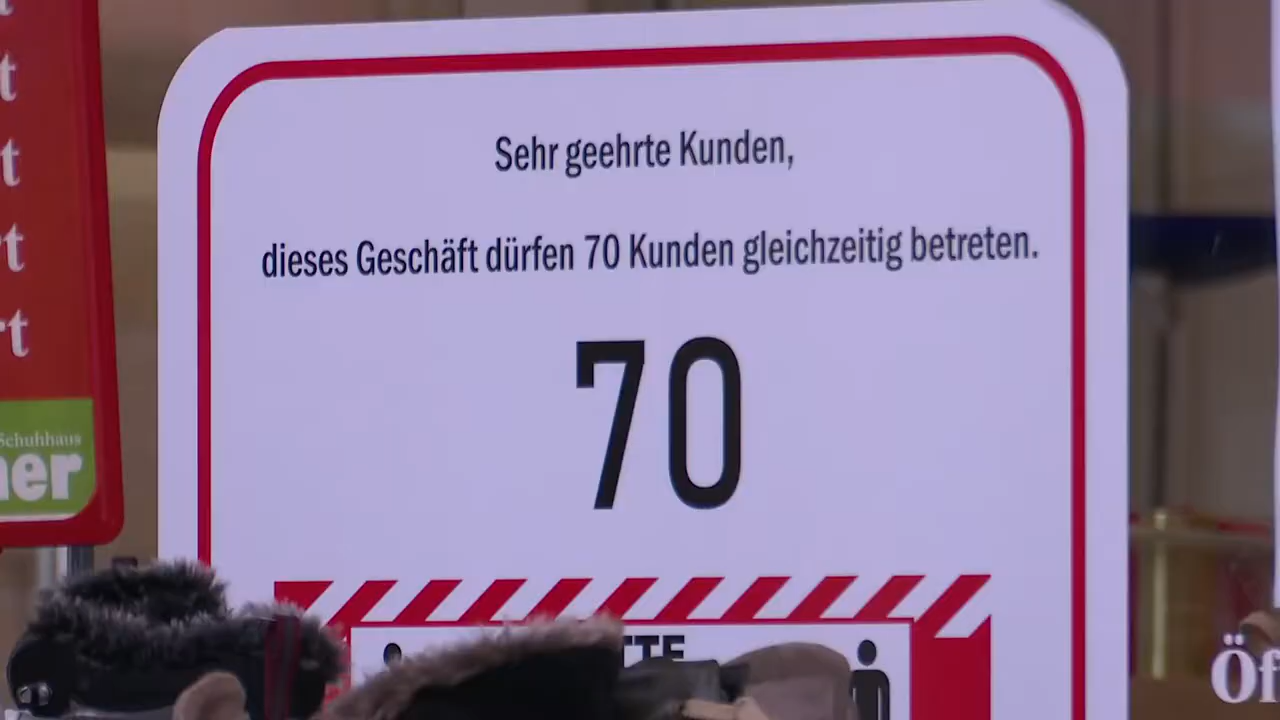 Sehr geehrte Kunden,
dieses Geschäft dürfen 70 Kunden gleichzeitig betreten.
70
Schuhhaus